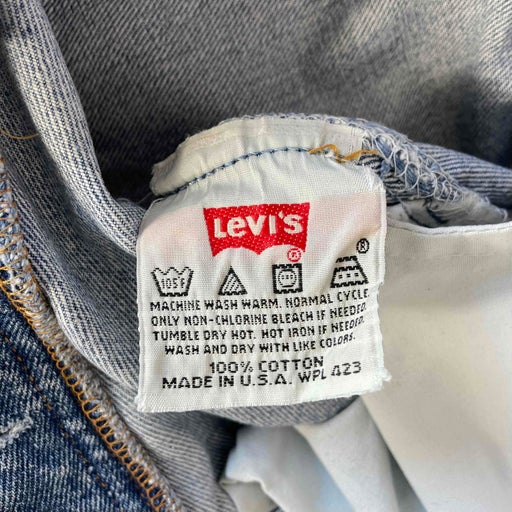 LEVI'S
®
105° ®
MACHINE WASH WARM. NORMAL CYCLE.
ONLY NON-CHLORINE BLEACH IF NEEDED.
TUMBLE DRY HOT. HOT IRON IF NEEDED.
WASH AND DRY WITH LIKE COLORS.
100% COTTON
MADE IN U.S.A. WPL 423